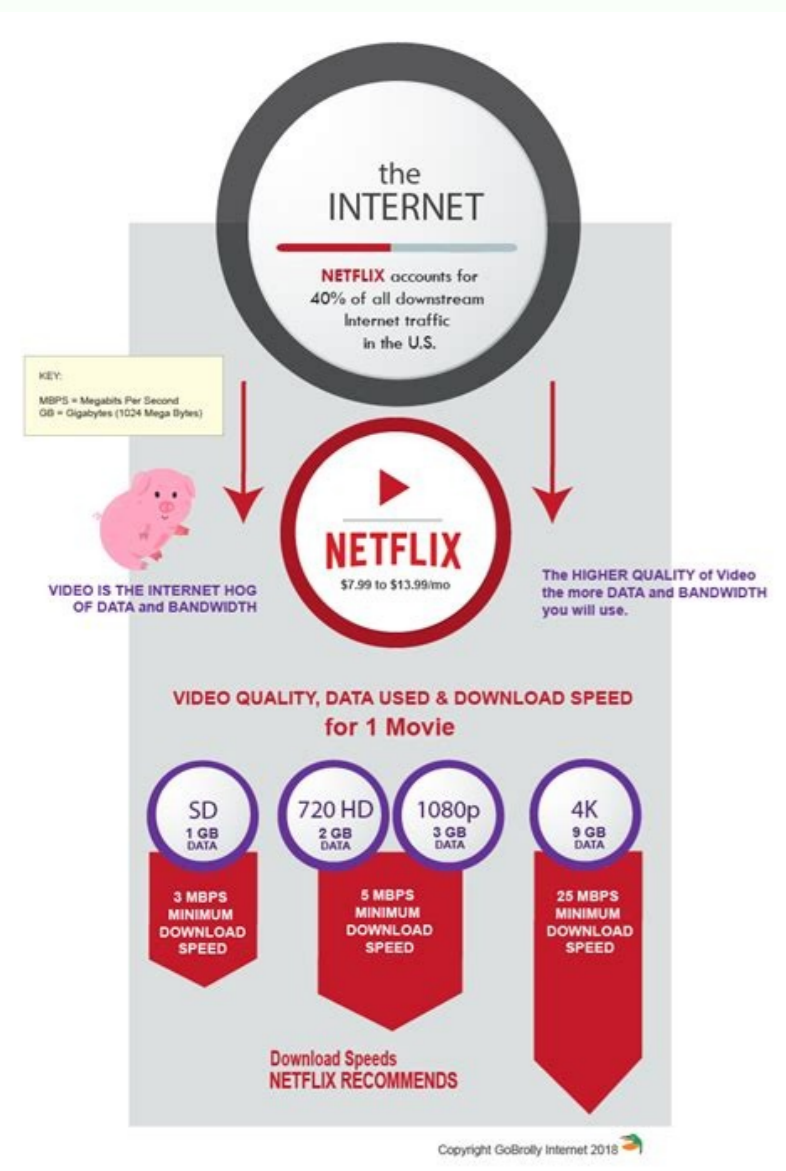 the
INTERNET
NETFLIX accounts for
40% of all downstream
Internet traffic
in the U.S.
KEY:
MBPS = Megabits Per Second
GB = Gigabytes (1024 Mega Bytes)
NETFLIX
$7.99 to $13.99/mo
VIDEO IS THE INTERNET HOG
OF DATA and BANDWIDTH
The HIGHER QUALITY of Video
the more DATA and BANDWIDTH
you will use.
VIDEO QUALITY, DATA USED & DOWNLOAD SPEED
for 1 Movie
SD
1 GB
DATA
3 MBPS
MINIMUM
DOWNLOAD
SPEED
720 HD
2 GB
DATA
1080p
3 GB
DATA
5 MBPS
MINIMUM
DOWNLOAD
SPEED
4K
9 GB
DATA
25 MBPS
MINIMUM
DOWNLOAD
SPEED
Download Speeds
NETFLIX RECOMMENDS
Copyright GoBrolly Internet 2018